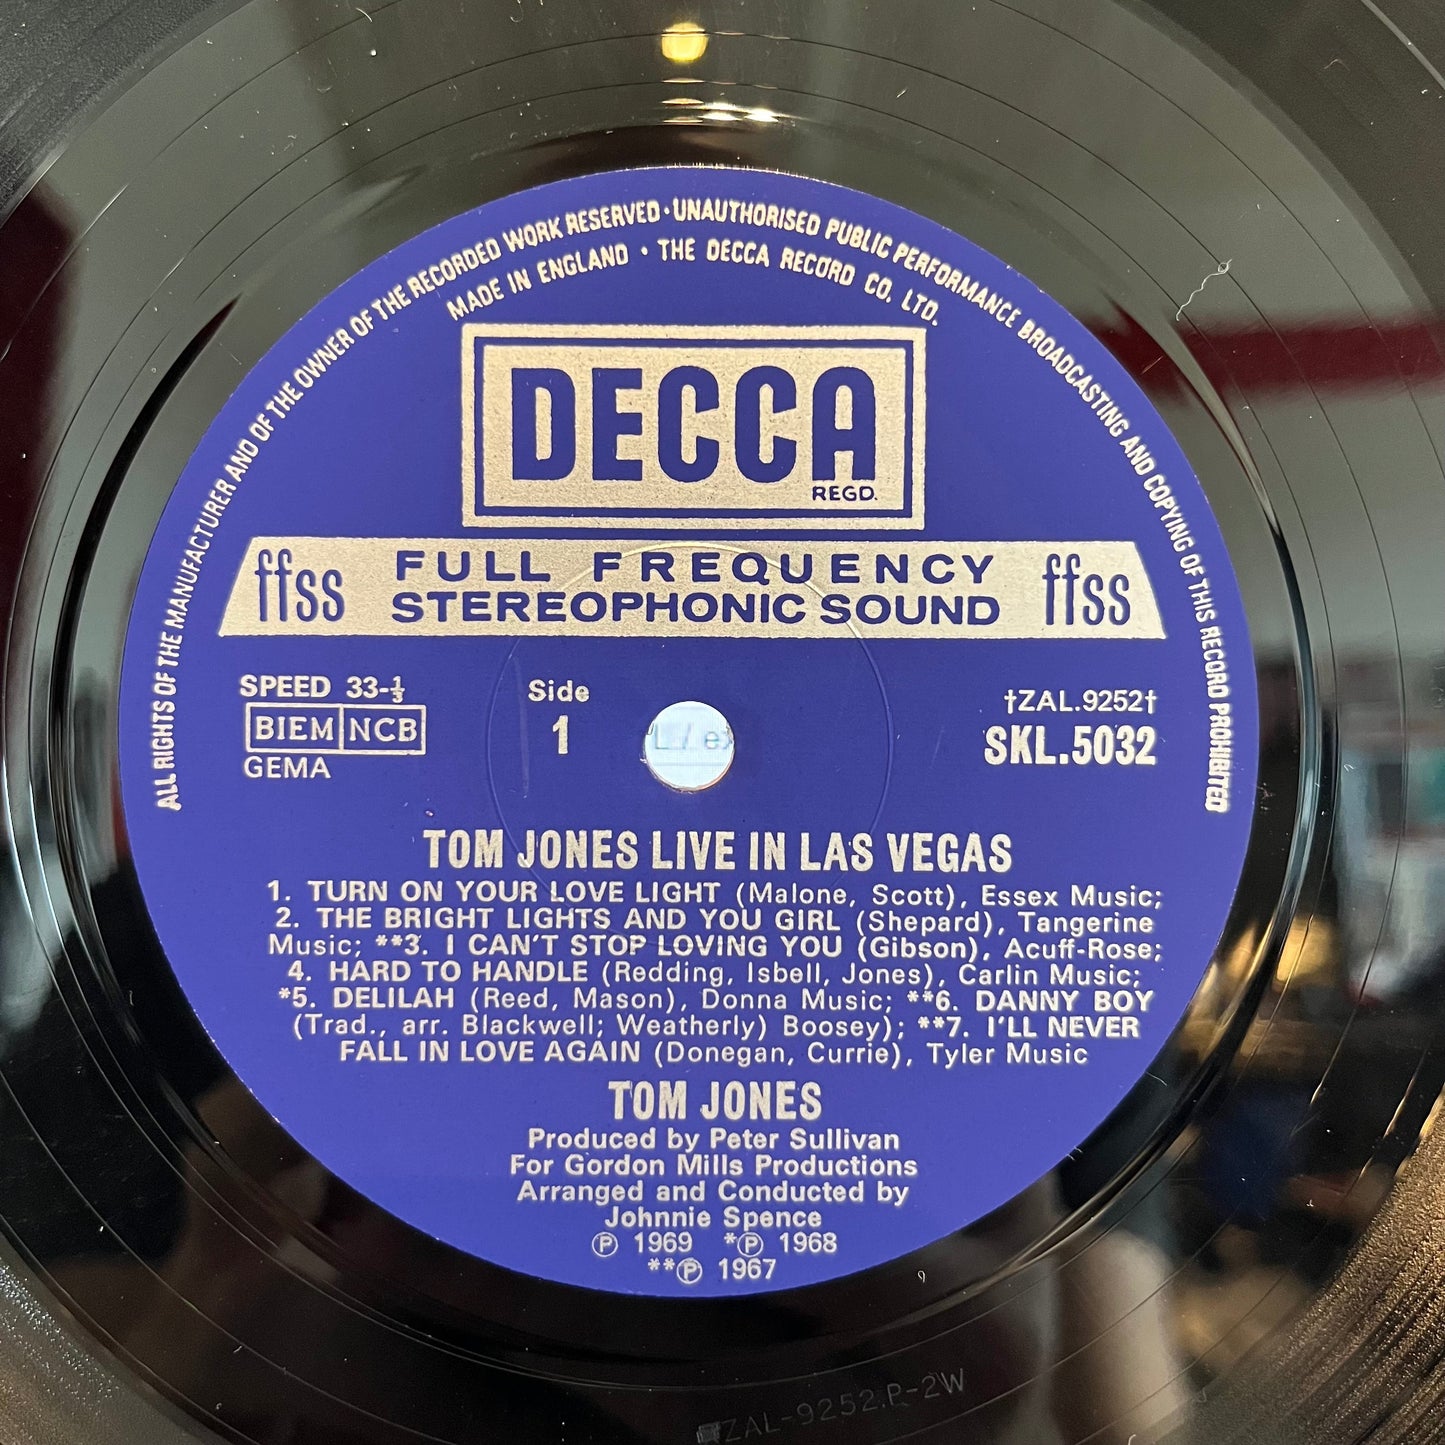 ALL RIGHTS OF THE MANUFACTURER AND OF THE OWNER OF THE RECORDED WORK RESERVED · UNAUTHORISED PUBLIC PERFORMANCE BROADCASTING AND COPYING OF THIS RECORD PROHIBITED
MADE IN ENGLAND • THE DECCA RECORD CO. LTD.
DECCA
REGD.
ffss FULL FREQUENCY ffss
STEREOPHONIC SOUND
SPEED 33-⅓
BIEM NCB
GEMA
Side
1
†ZAL.9252†
SKL.5032
TOM JONES LIVE IN LAS VEGAS
1. TURN ON YOUR LOVE LIGHT (Malone, Scott), Essex Music;
2. THE BRIGHT LIGHTS AND YOU GIRL (Shepard), Tangerine
Music; **3. I CAN'T STOP LOVING YOU (Gibson), Acuff-Rose;
4. HARD TO HANDLE (Redding, Isbell, Jones), Carlin Music;
*5. DELILAH (Reed, Mason), Donna Music; **6. DANNY BOY
(Trad., arr. Blackwell; Weatherly) Boosey); **7. I'LL NEVER
FALL IN LOVE AGAIN (Donegan, Currie), Tyler Music
TOM JONES
Produced by Peter Sullivan
For Gordon Mills Productions
Arranged and Conducted by
Johnnie Spence
℗ 1969 *℗ 1968
**℗ 1967
ZAL-9252.P-2W